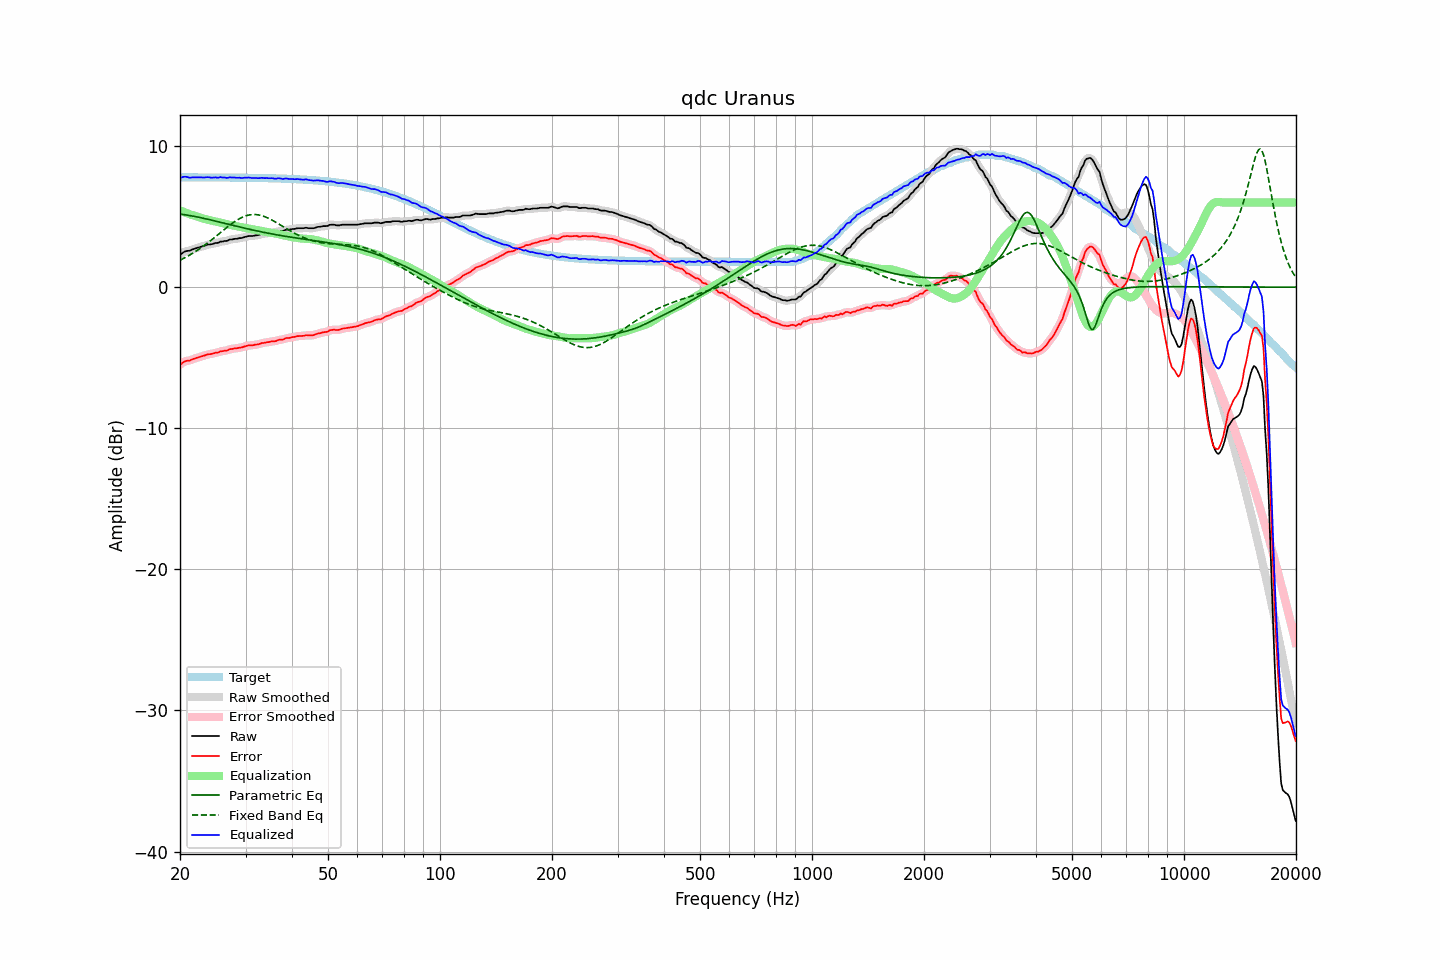 qdc Uranus
10
0
−10
−20
−30
−40
Amplitude (dBr)
Target
Raw Smoothed
Error Smoothed
Raw
Error
Equalization
Parametric Eq
Fixed Band Eq
Equalized
20 50 100 200 500 1000 2000 5000 10000 20000
Frequency (Hz)